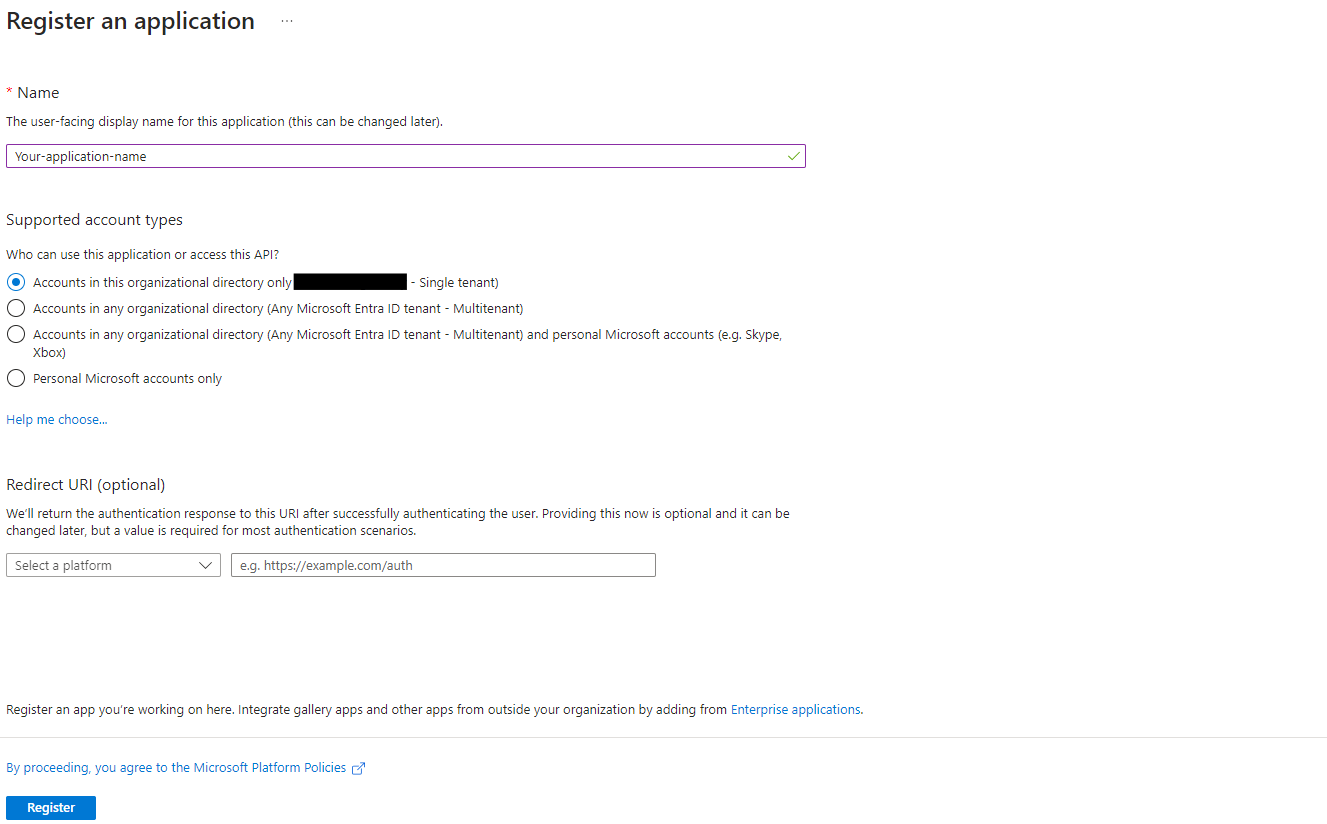 Register an application ...
* Name
The user-facing display name for this application (this can be changed later).
Your-application-name
Supported account types
Who can use this application or access this API?
Accounts in this organizational directory only - Single tenant)
Accounts in any organizational directory (Any Microsoft Entra ID tenant - Multitenant)
Accounts in any organizational directory (Any Microsoft Entra ID tenant - Multitenant) and personal Microsoft accounts (e.g. Skype,
Xbox)
Personal Microsoft accounts only
Help me choose...
Redirect URI (optional)
We'll return the authentication response to this URI after successfully authenticating the user. Providing this now is optional and it can be
changed later, but a value is required for most authentication scenarios.
Select a platform e.g. https://example.com/auth
Register an app you're working on here. Integrate gallery apps and other apps from outside your organization by adding from Enterprise applications.
By proceeding, you agree to the Microsoft Platform Policies
Register